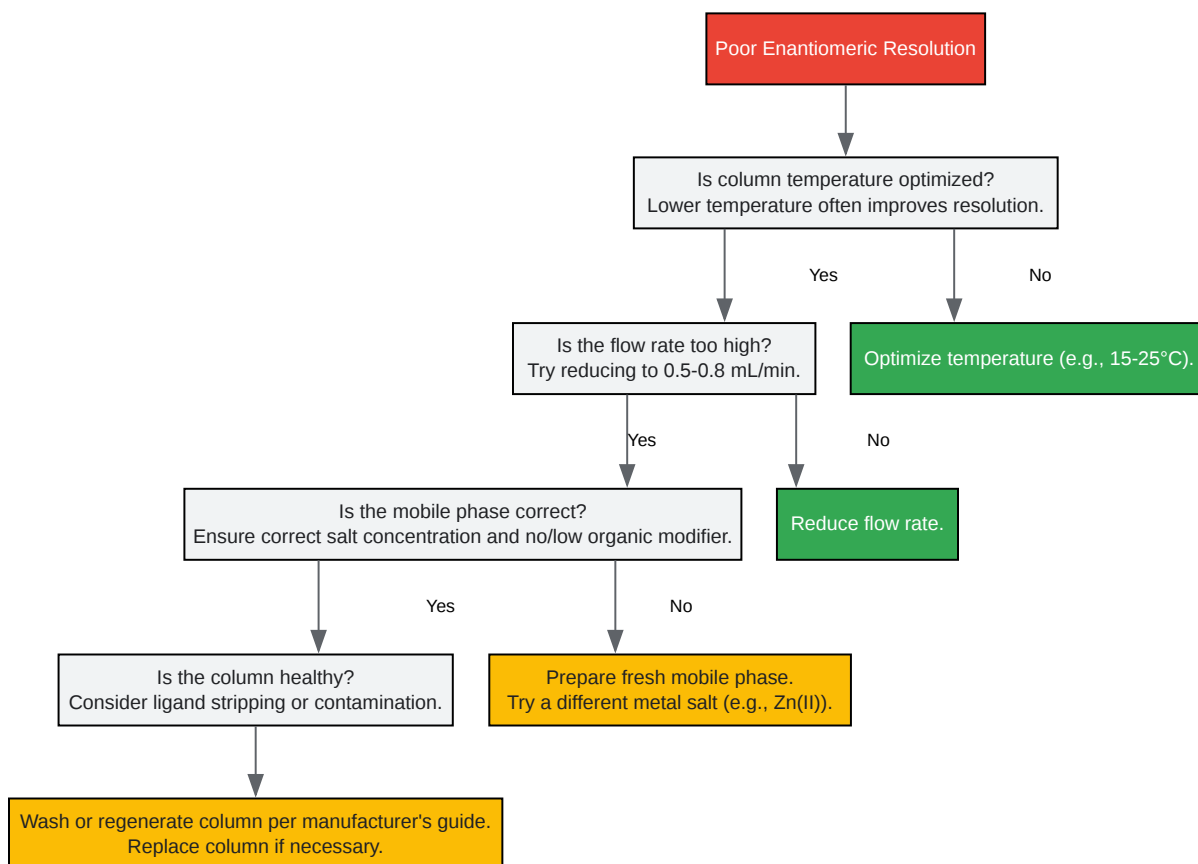 Poor Enantiomeric Resolution
Is column temperature optimized?
Lower temperature often improves resolution.
Yes
No
Is the flow rate too high?
Try reducing to 0.5-0.8 mL/min.
Optimize temperature (e.g., 15-25°C).
Yes
No
Is the mobile phase correct?
Ensure correct salt concentration and no/low organic modifier.
Reduce flow rate.
Yes
No
Is the column healthy?
Consider ligand stripping or contamination.
Prepare fresh mobile phase.
Try a different metal salt (e.g., Zn(II)).
Wash or regenerate column per manufacturer's guide.
Replace column if necessary.